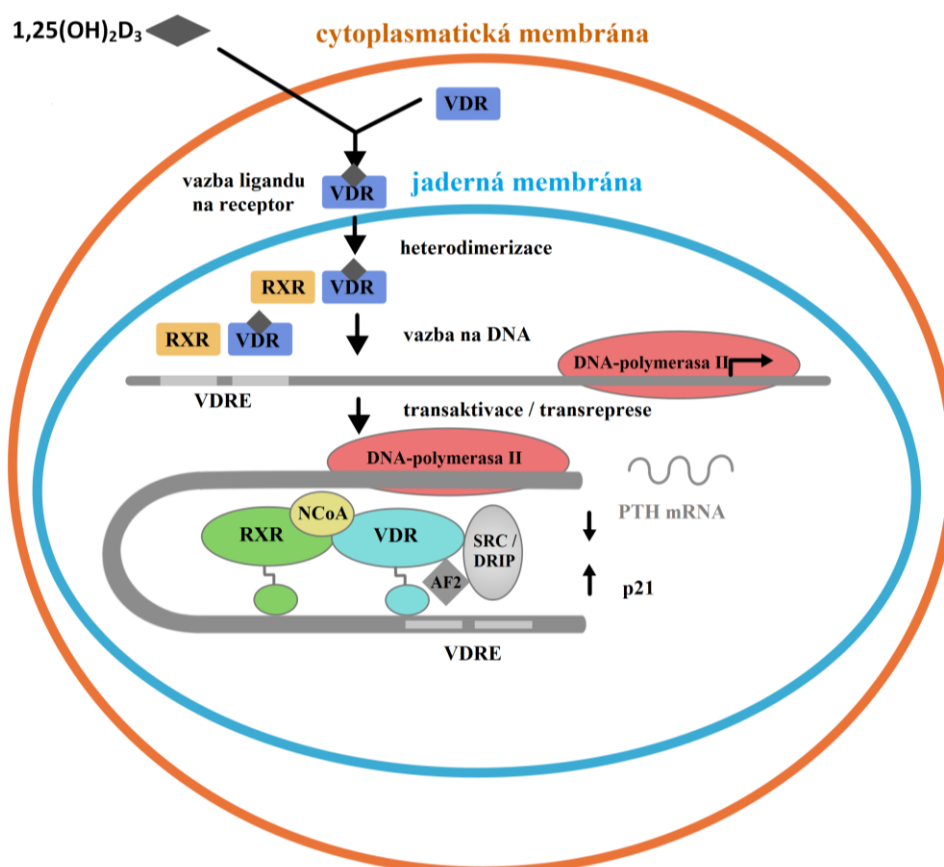 1,25(OH)₂D₃
cytoplasmatická membrána
VDR
vazba ligandu
na receptor
VDR
jaderná membrána
heterodimerizace
RXR
VDR
RXR
VDR
vazba na DNA
DNA-polymerasa II
VDRE
transaktivace / transreprese
DNA-polymerasa II
PTH mRNA
NCoA
RXR
VDR
SRC /
DRIP
AF2
p21
VDRE